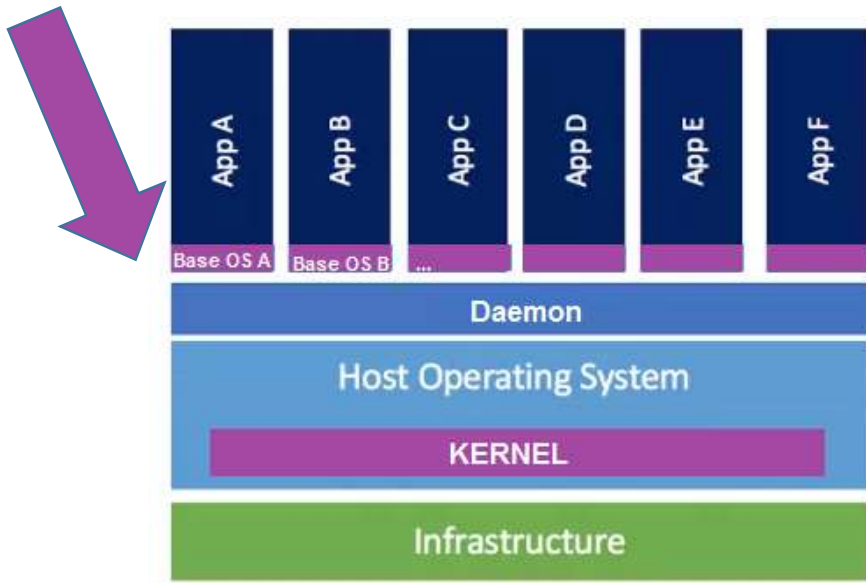 App A
App B
App C
App D
App E
App F
Base OS A
Base OS B
...
Daemon
Host Operating System
KERNEL
Infrastructure